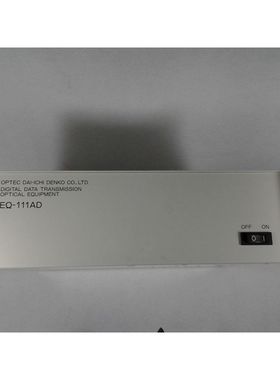 OPTEC DAI-ICHI DENKO CO., LTD.
DIGITAL DATA TRANSMISSION
OPTICAL EQUIPMENT
EQ-111AD
OFF ON
O I